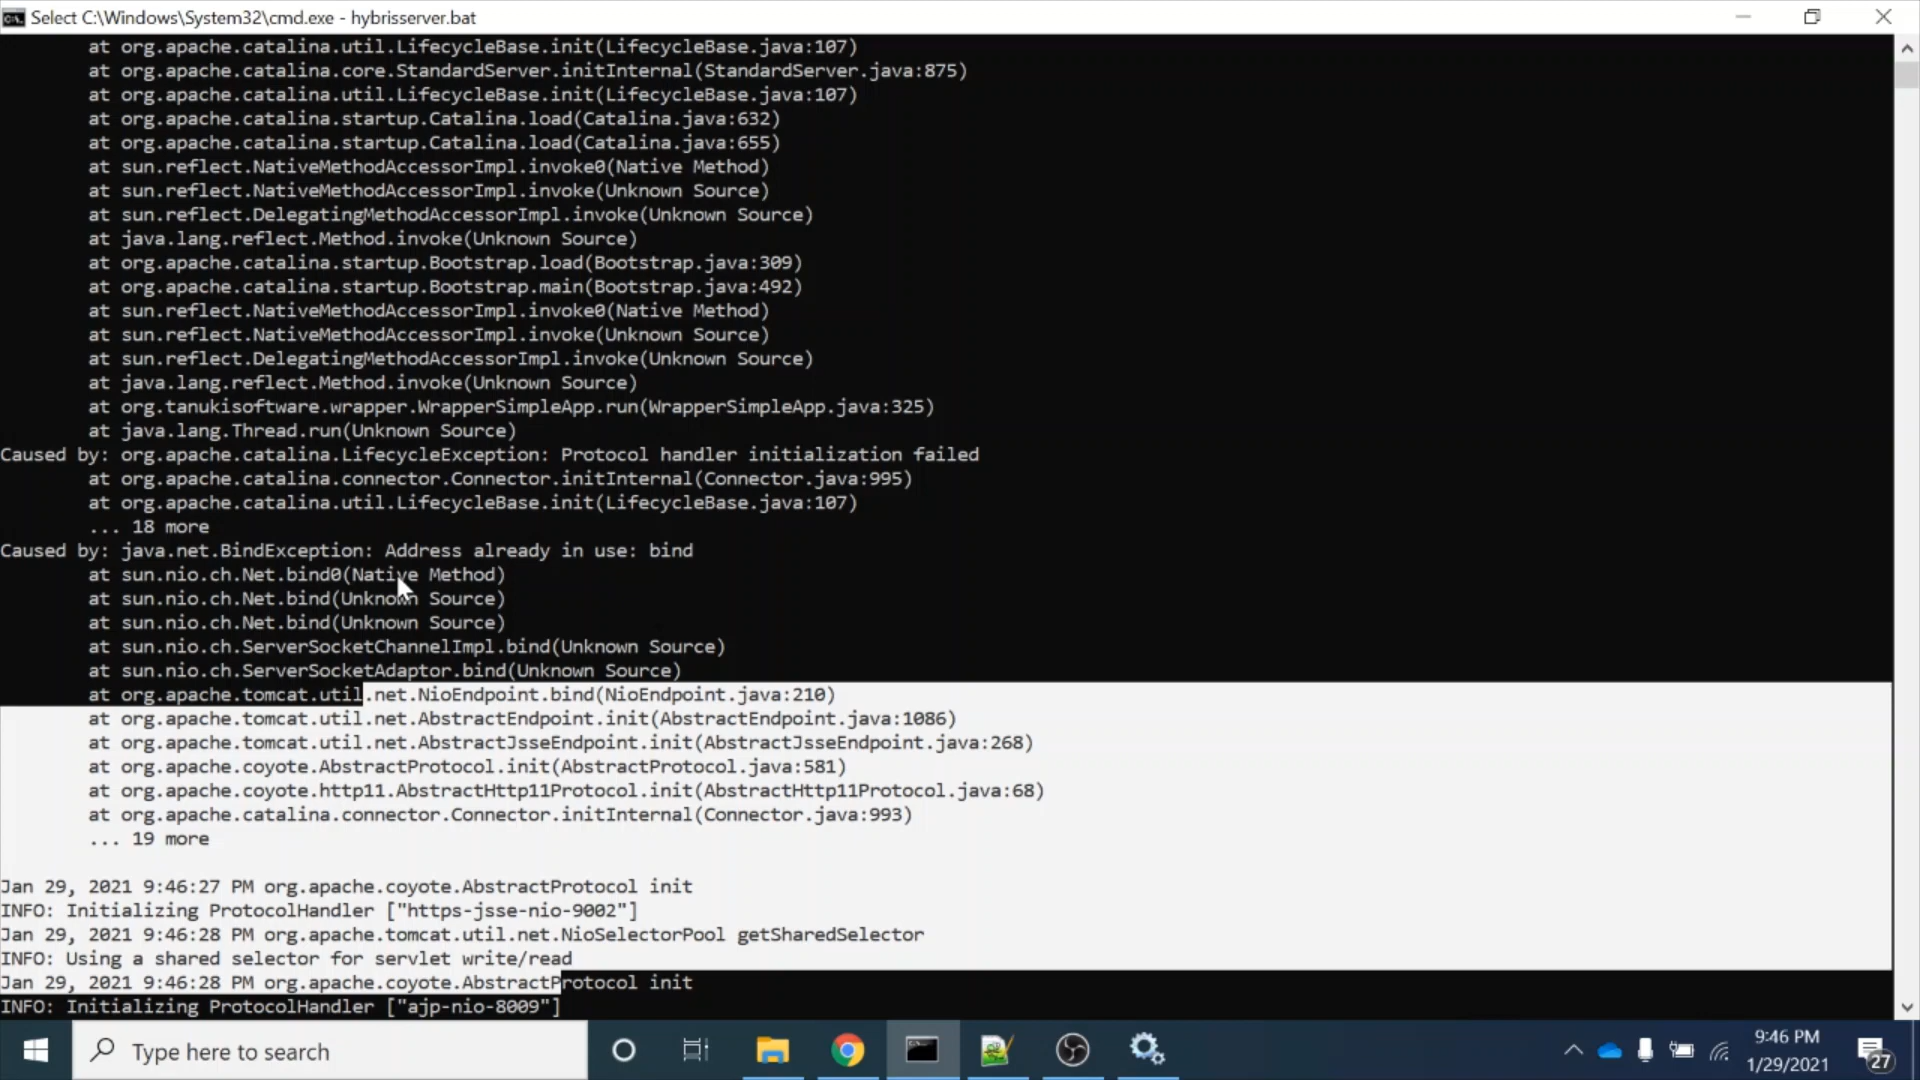 Select C:\Windows\System32\cmd.exe - hybrisserver.bat
at org.apache.catalina.util.LifecycleBase.init(LifecycleBase.java:107)
at org.apache.catalina.core.StandardServer.initInternal(StandardServer.java:875)
at org.apache.catalina.util.LifecycleBase.init(LifecycleBase.java:107)
at org.apache.catalina.startup.Catalina.load(Catalina.java:632)
at org.apache.catalina.startup.Catalina.load(Catalina.java:655)
at sun.reflect.NativeMethodAccessorImpl.invoke0(Native Method)
at sun.reflect.NativeMethodAccessorImpl.invoke(Unknown Source)
at sun.reflect.DelegatingMethodAccessorImpl.invoke(Unknown Source)
at java.lang.reflect.Method.invoke(Unknown Source)
at org.apache.catalina.startup.Bootstrap.load(Bootstrap.java:309)
at org.apache.catalina.startup.Bootstrap.main(Bootstrap.java:492)
at sun.reflect.NativeMethodAccessorImpl.invoke0(Native Method)
at sun.reflect.NativeMethodAccessorImpl.invoke(Unknown Source)
at sun.reflect.DelegatingMethodAccessorImpl.invoke(Unknown Source)
at java.lang.reflect.Method.invoke(Unknown Source)
at org.tanukisoftware.wrapper.WrapperSimpleApp.run(WrapperSimpleApp.java:325)
at java.lang.Thread.run(Unknown Source)
Caused by: org.apache.catalina.LifecycleException: Protocol handler initialization failed
at org.apache.catalina.connector.Connector.initInternal(Connector.java:995)
at org.apache.catalina.util.LifecycleBase.init(LifecycleBase.java:107)
... 18 more
Caused by: java.net.BindException: Address already in use: bind
at sun.nio.ch.Net.bind0(Native Method)
at sun.nio.ch.Net.bind(Unknown Source)
at sun.nio.ch.Net.bind(Unknown Source)
at sun.nio.ch.ServerSocketChannelImpl.bind(Unknown Source)
at sun.nio.ch.ServerSocketAdaptor.bind(Unknown Source)
at org.apache.tomcat.util.net.NioEndpoint.bind(NioEndpoint.java:210)
at org.apache.tomcat.util.net.AbstractEndpoint.init(AbstractEndpoint.java:1086)
at org.apache.tomcat.util.net.AbstractJsseEndpoint.init(AbstractJsseEndpoint.java:268)
at org.apache.coyote.AbstractProtocol.init(AbstractProtocol.java:581)
at org.apache.coyote.http11.AbstractHttp11Protocol.init(AbstractHttp11Protocol.java:68)
at org.apache.catalina.connector.Connector.initInternal(Connector.java:993)
... 19 more
Jan 29, 2021 9:46:27 PM org.apache.coyote.AbstractProtocol init
INFO: Initializing ProtocolHandler ["https-jsse-nio-9002"]
Jan 29, 2021 9:46:28 PM org.apache.tomcat.util.net.NioSelectorPool getSharedSelector
INFO: Using a shared selector for servlet write/read
Jan 29, 2021 9:46:28 PM org.apache.coyote.AbstractProtocol init
INFO: Initializing ProtocolHandler ["ajp-nio-8009"]
Type here to search
9:46 PM
1/29/2021
27